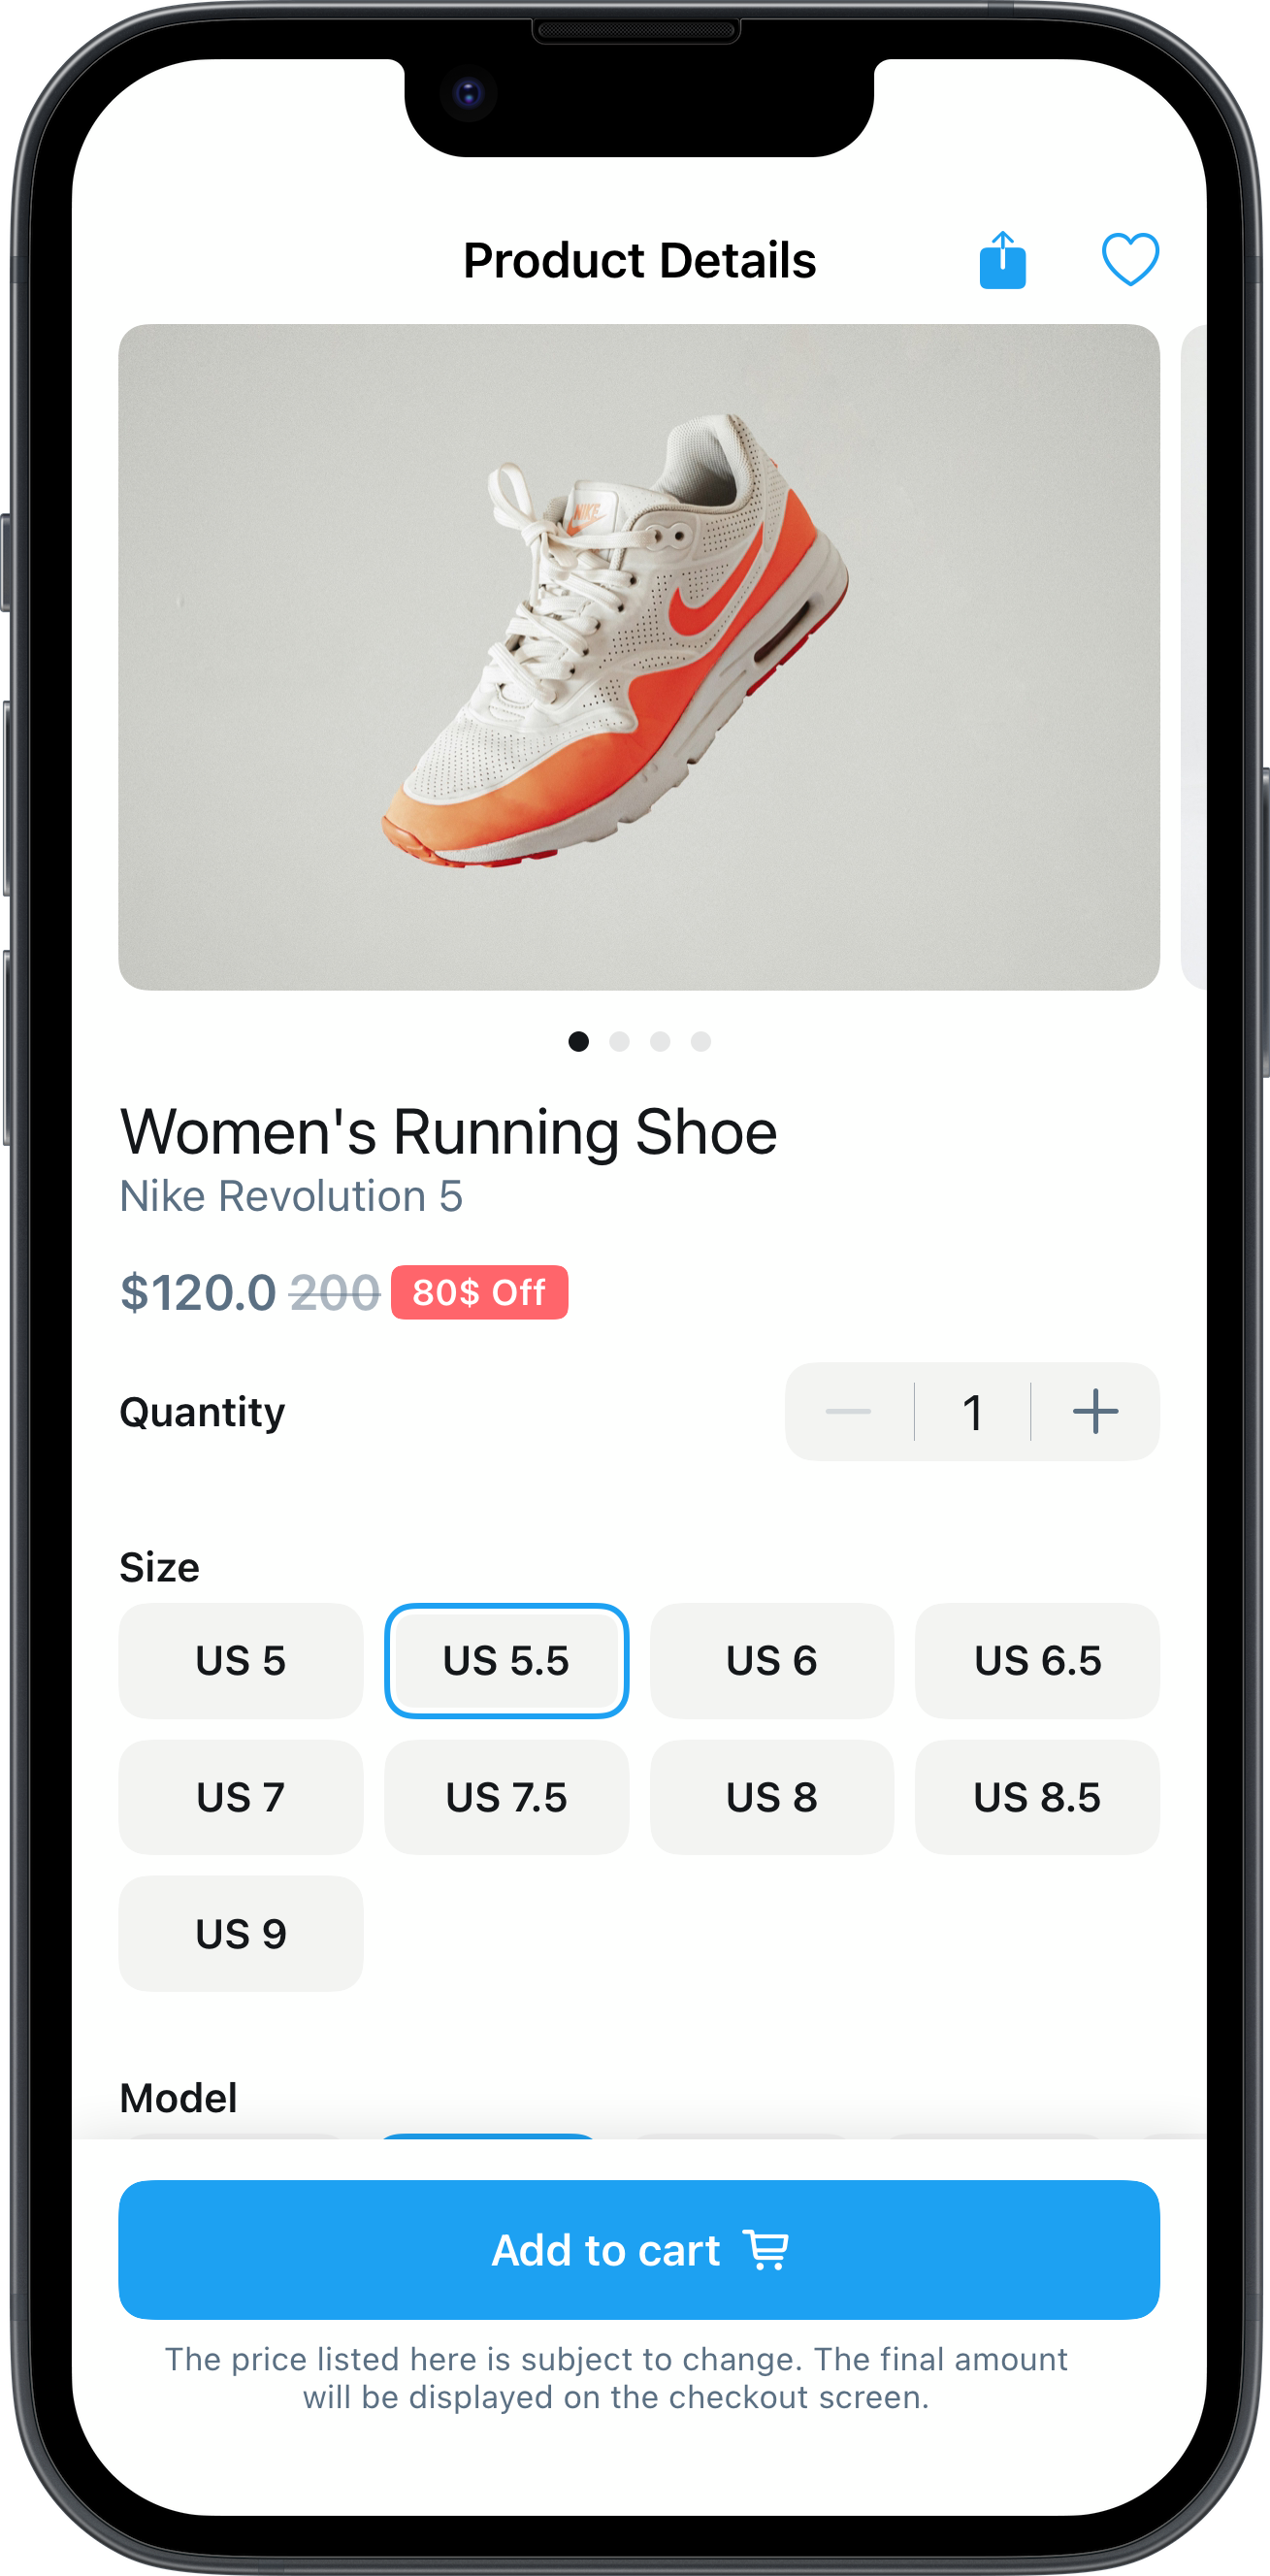 Product Details
NIKE
Women's Running Shoe
Nike Revolution 5
$120.0 200 80$ Off
Quantity
1
Size
US 5 US 5.5 US 6 US 6.5
US 7 US 7.5 US 8 US 8.5
US 9
Model
Add to cart
The price listed here is subject to change. The final amount
will be displayed on the checkout screen.